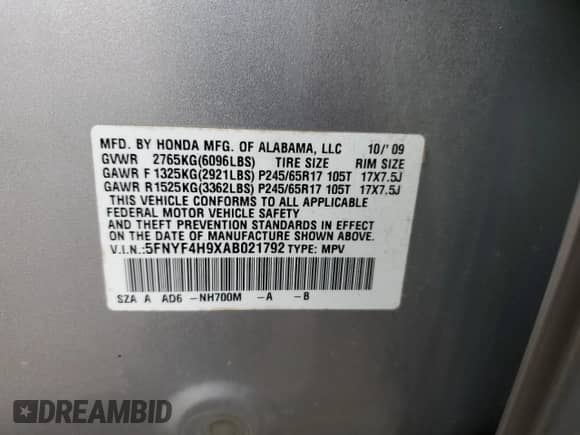 MFD. BY HONDA MFG. OF ALABAMA, LLC 10/'09
GVWR 2765KG(6096LBS) TIRE SIZE RIM SIZE
GAWR F 1325KG(2921LBS) P245/65R17 105T 17X7.5J
GAWR R 1525KG(3362LBS) P245/65R17 105T 17X7.5J
THIS VEHICLE CONFORMS TO ALL APPLICABLE
FEDERAL MOTOR VEHICLE SAFETY
AND THEFT PREVENTION STANDARDS IN EFFECT
ON THE DATE OF MANUFACTURE SHOWN ABOVE.
V.I.N.:5FNYF4H9XAB021792 TYPE: MPV
SZA A AD6 -NH700M -A -B
DREAMBID